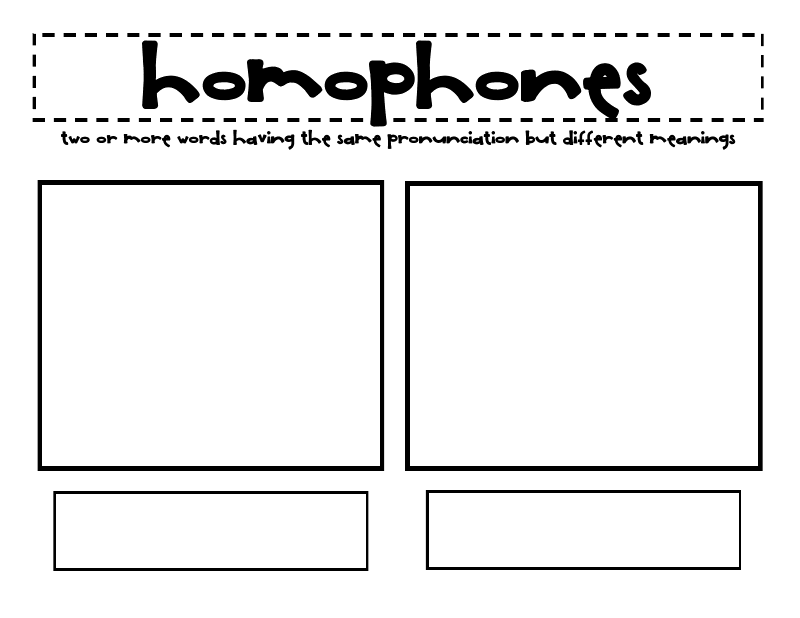 homophones
two or more words having the same pronunciation but different meanings